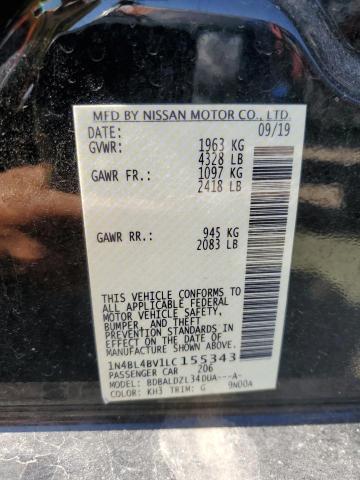 MFD BY NISSAN MOTOR CO., LTD.
DATE: 09/19
GVWR: 1963 KG
4328 LB
GAWR FR.: 1097 KG
2418 LB
GAWR RR.: 945 KG
2083 LB
THIS VEHICLE CONFORMS TO
ALL APPLICABLE FEDERAL
MOTOR VEHICLE SAFETY,
BUMPER, AND THEFT
PREVENTION STANDARDS IN
EFFECT ON THE DATE OF
MANUFACTURE SHOWN ABOVE.
1N4BL4BV1LC155343
PASSENGER CAR 206
MODEL: BDBALDZL34DUA---A-
COLOR: KH3 TRIM: G 9N00A